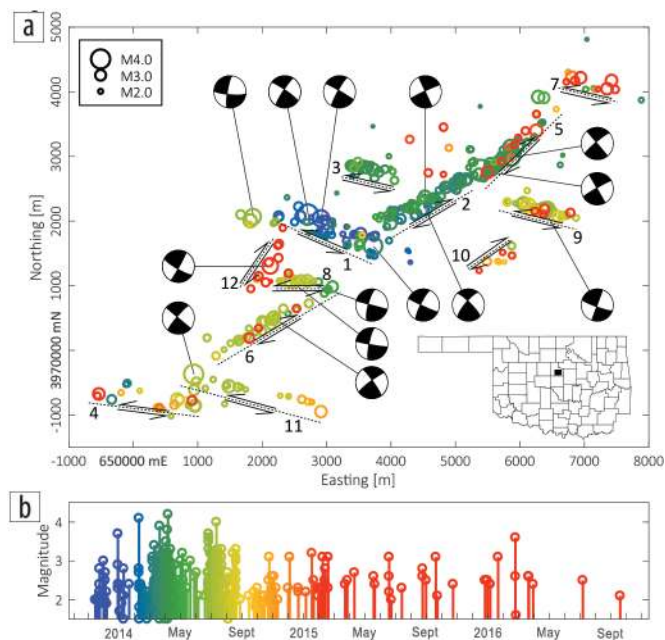 a
M4.0
M3.0
M2.0
Northing [m]
5000
4000
3000
2000
1000
3970000 mN
-1000
7
5
3
2
9
1
10
12
8
6
4
11
-1000
650000 mE
1000
2000
3000
4000
5000
6000
7000
8000
Easting [m]
b
Magnitude
4
3
2
2014
May
Sept
2015
May
Sept
2016
May
Sept